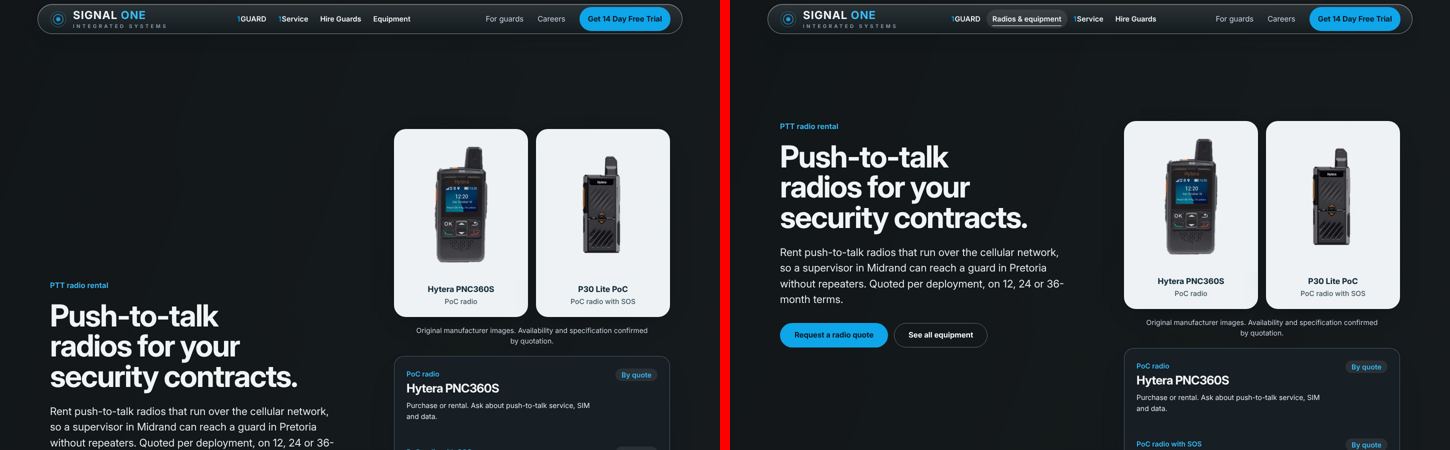 SIGNAL ONE
INTEGRATED SYSTEMS
1GUARD 1Service Hire Guards Equipment For guards Careers Get 14 Day Free Trial
PTT radio rental
Push-to-talk
radios for your
security contracts.
Rent push-to-talk radios that run over the cellular network,
so a supervisor in Midrand can reach a guard in Pretoria
without repeaters. Quoted per deployment, on 12, 24 or 36-
Hytera
12:20
OK
Hytera
Hytera PNC360S
PoC radio
P30 Lite PoC
PoC radio with SOS
Original manufacturer images. Availability and specification confirmed
by quotation.
PoC radio
By quote
Hytera PNC360S
Purchase or rental. Ask about push-to-talk service, SIM
and data.
SIGNAL ONE
INTEGRATED SYSTEMS
1GUARD Radios & equipment 1Service Hire Guards For guards Careers Get 14 Day Free Trial
PTT radio rental
Push-to-talk
radios for your
security contracts.
Rent push-to-talk radios that run over the cellular network,
so a supervisor in Midrand can reach a guard in Pretoria
without repeaters. Quoted per deployment, on 12, 24 or 36-
month terms.
Request a radio quote See all equipment
Hytera
12:20
OK
Hytera
Hytera PNC360S
PoC radio
P30 Lite PoC
PoC radio with SOS
Original manufacturer images. Availability and specification confirmed
by quotation.
PoC radio
By quote
Hytera PNC360S
Purchase or rental. Ask about push-to-talk service, SIM
and data.
PoC radio with SOS
By quote